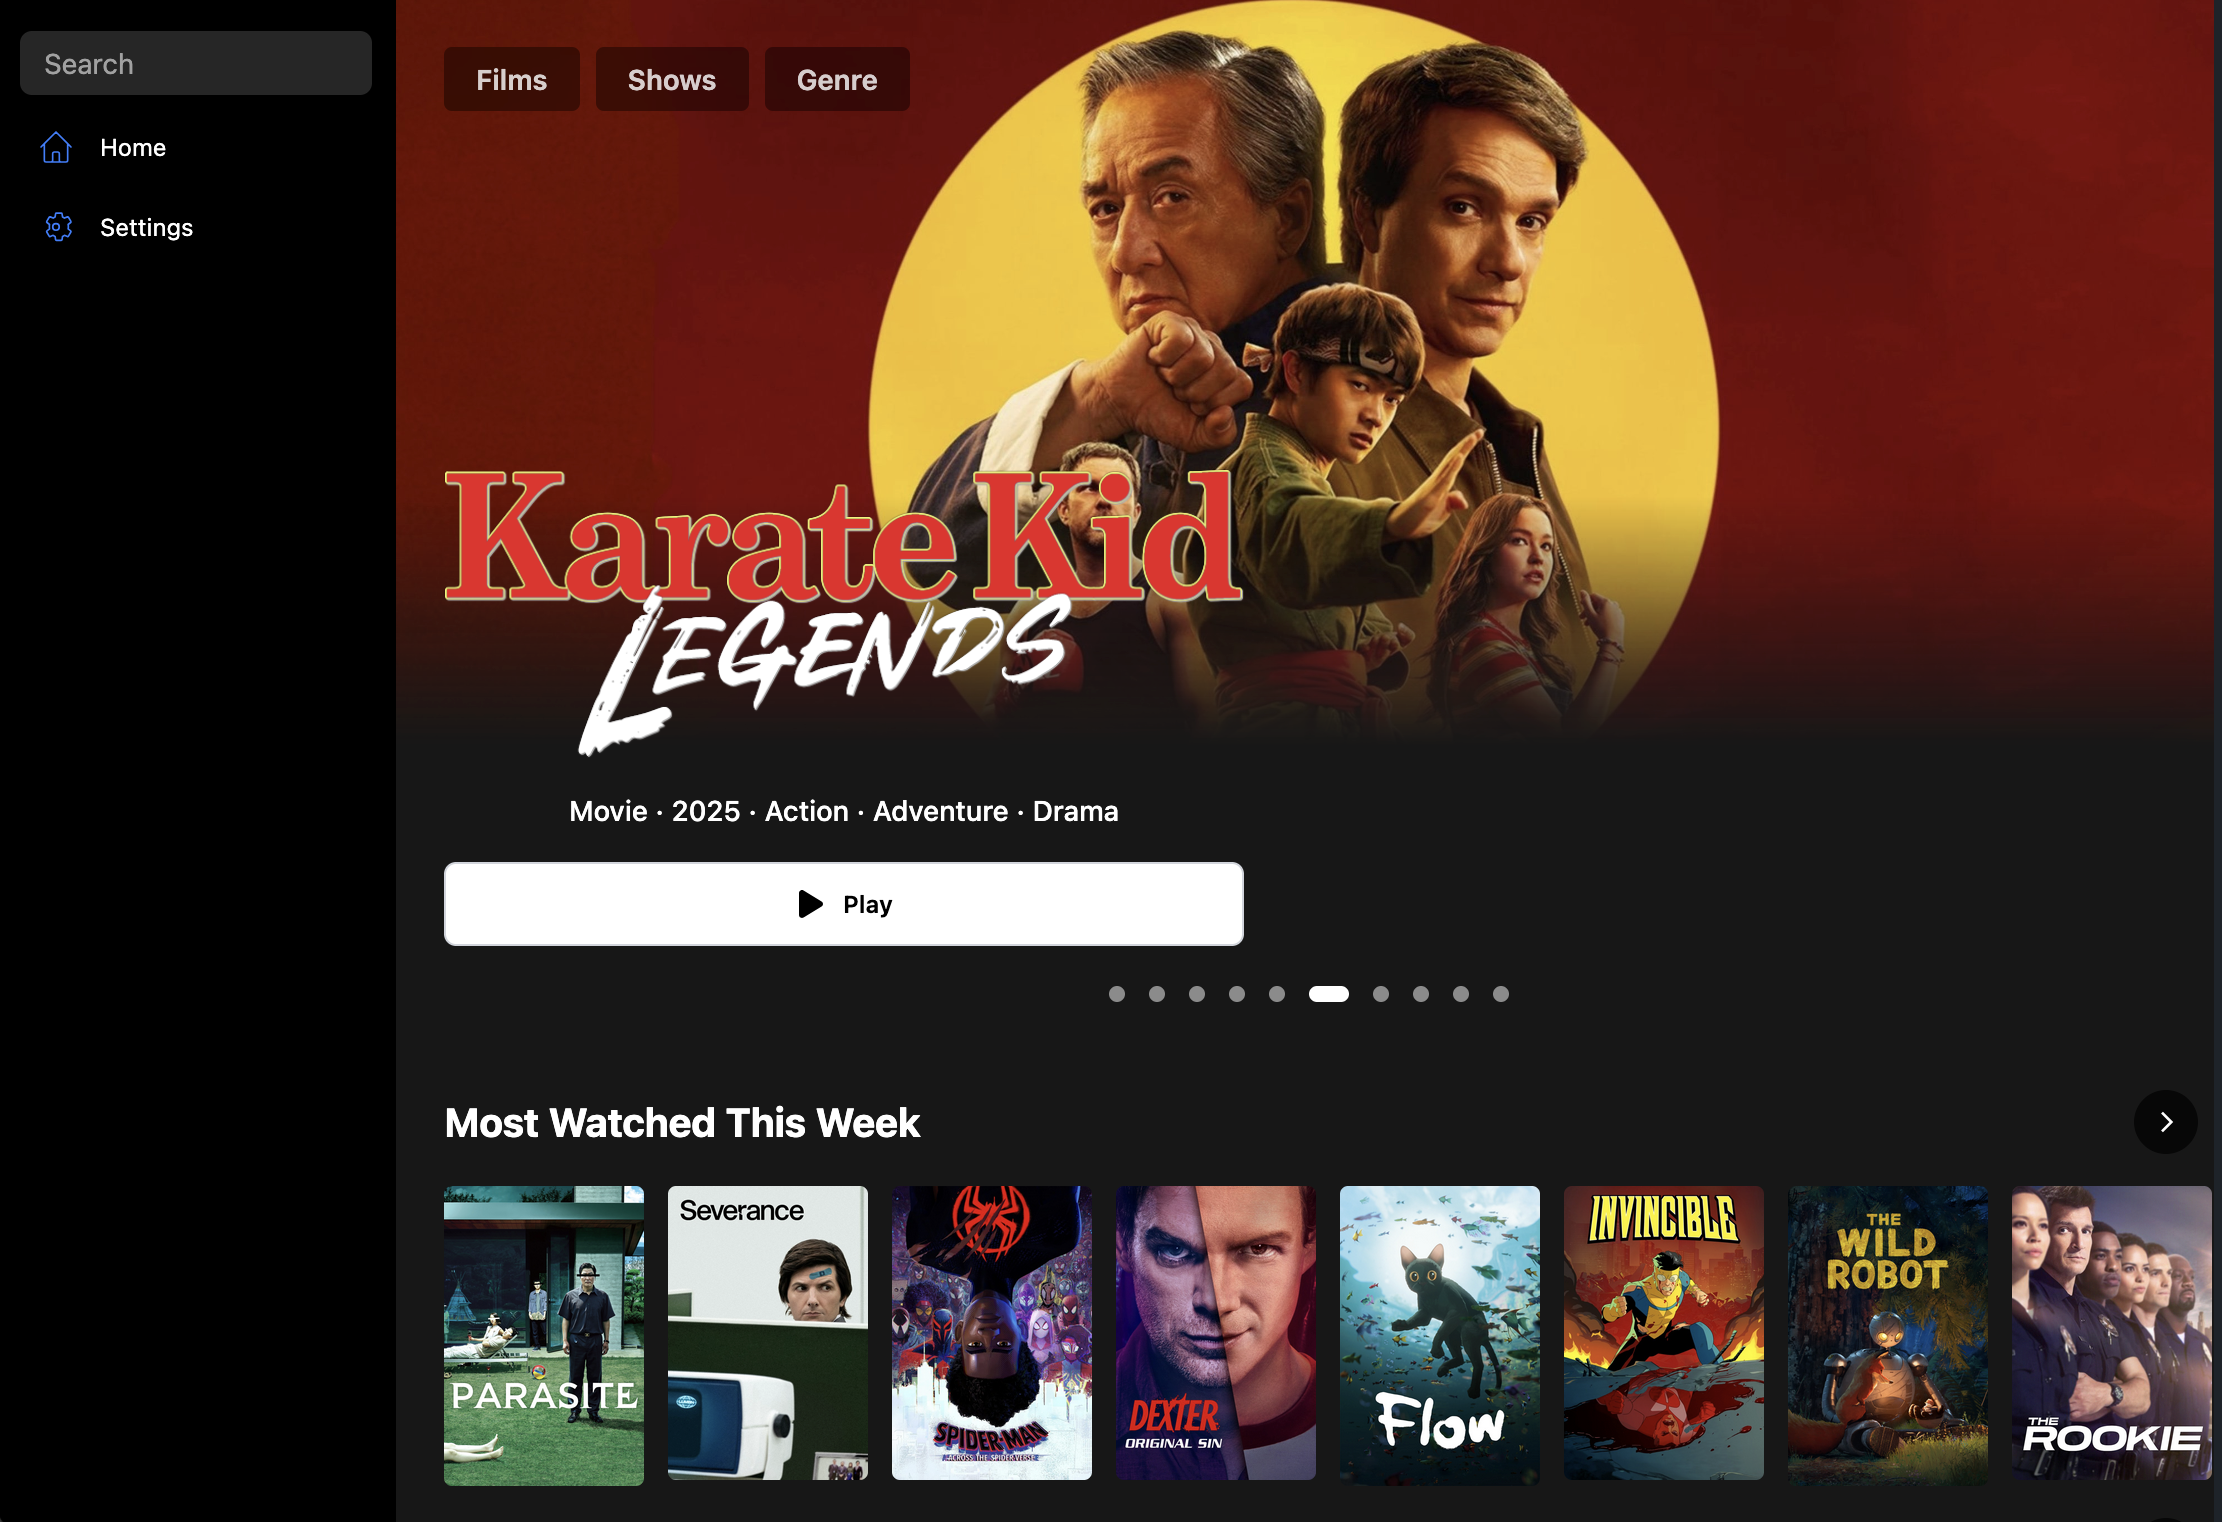 Search
Home
Settings
Films
Shows
Genre
Karate Kid
LEGENDS
Movie · 2025 · Action · Adventure · Drama
Play
Most Watched This Week
PARASITE
Severance
SPIDER-MAN
ACROSS THE SPIDER-VERSE
DEXTER
ORIGINAL SIN
Flow
INVINCIBLE
THE
WILD
ROBOT
THE
ROOKIE